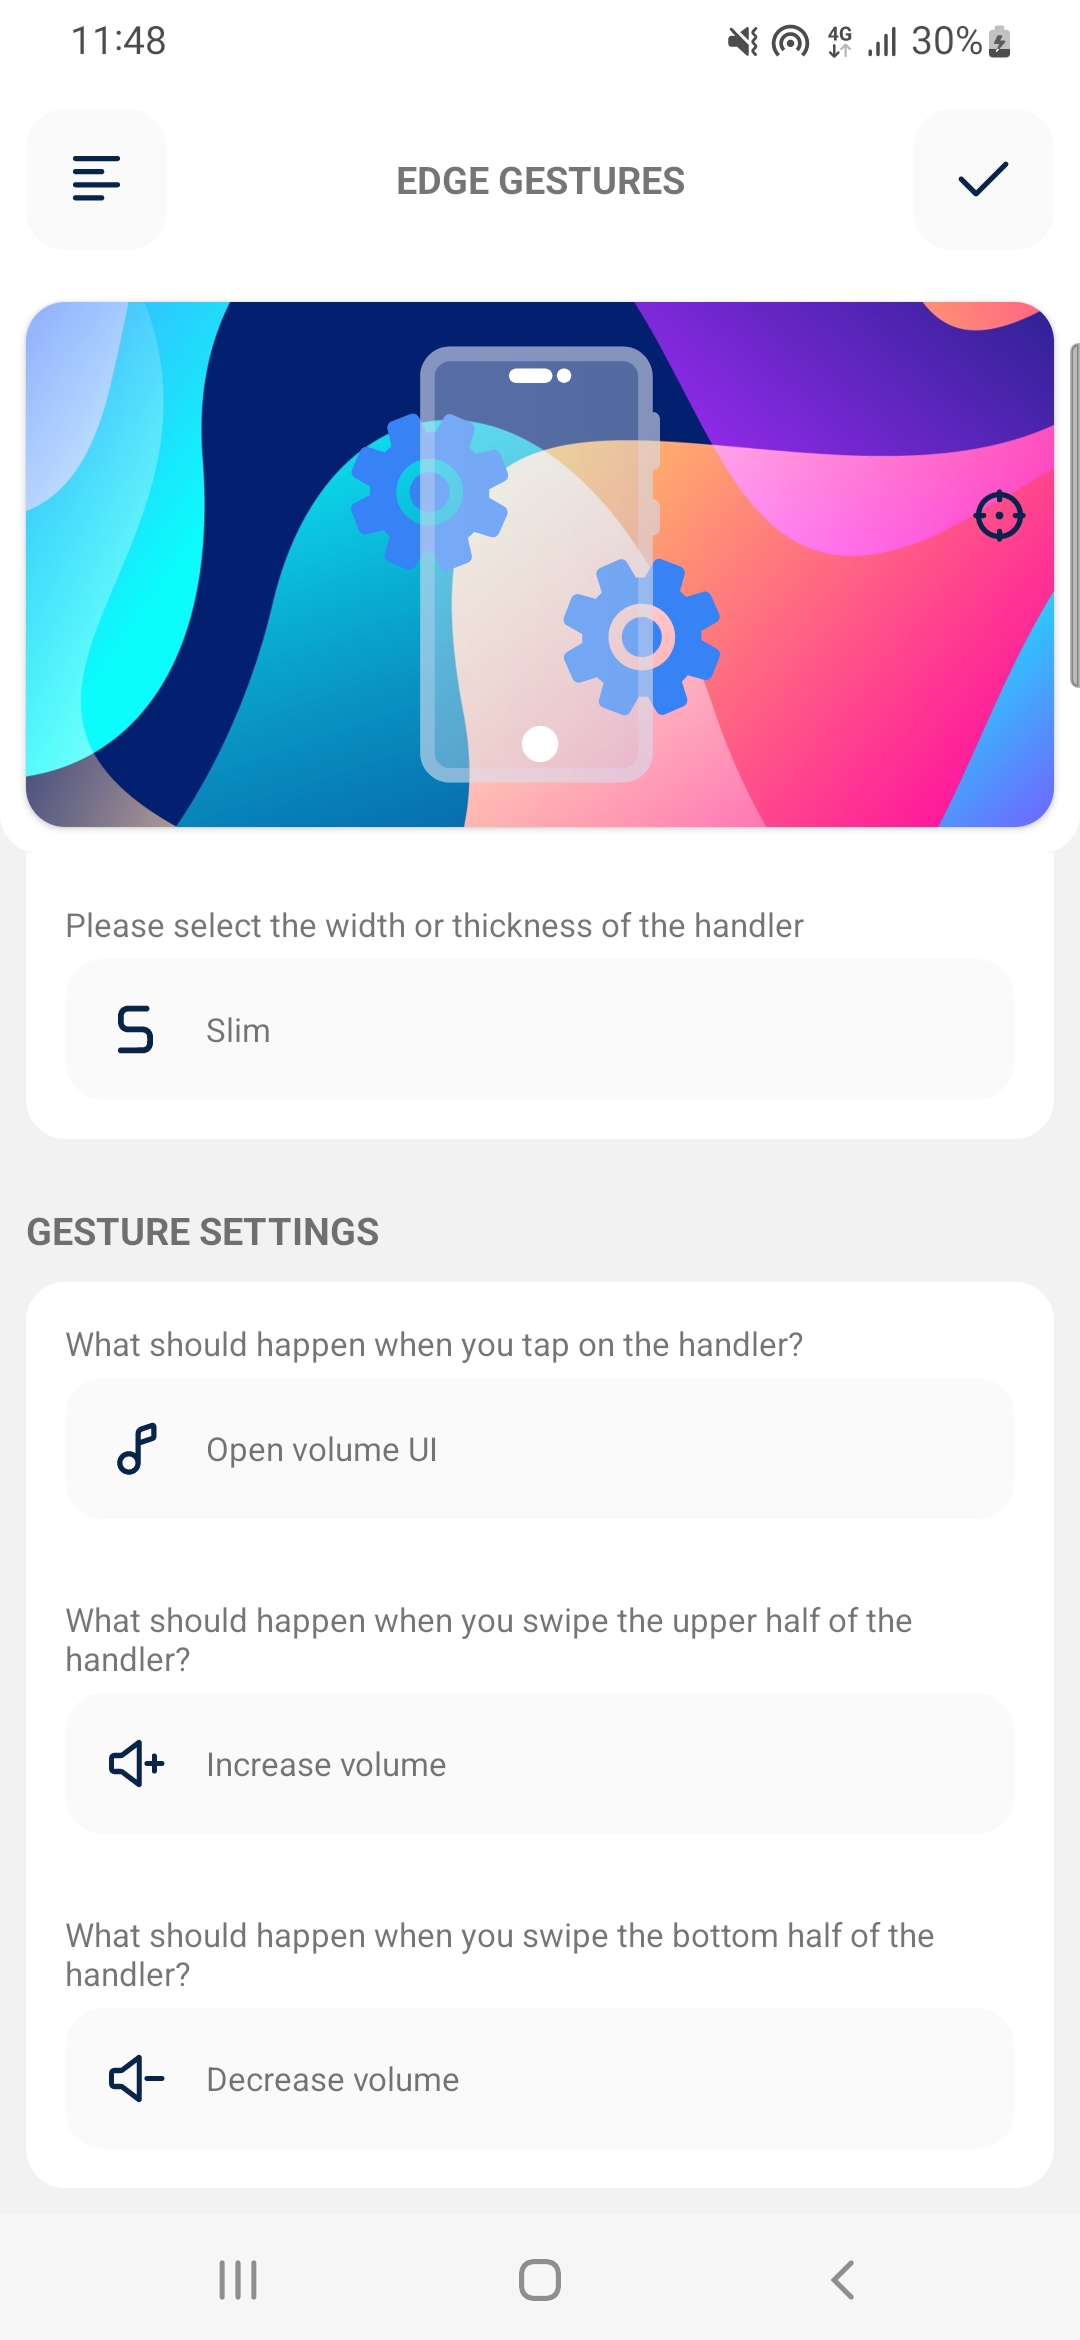 11:48
4G
30%
EDGE GESTURES
Please select the width or thickness of the handler
Slim
GESTURE SETTINGS
What should happen when you tap on the handler?
Open volume UI
What should happen when you swipe the upper half of the
handler?
Increase volume
What should happen when you swipe the bottom half of the
handler?
Decrease volume